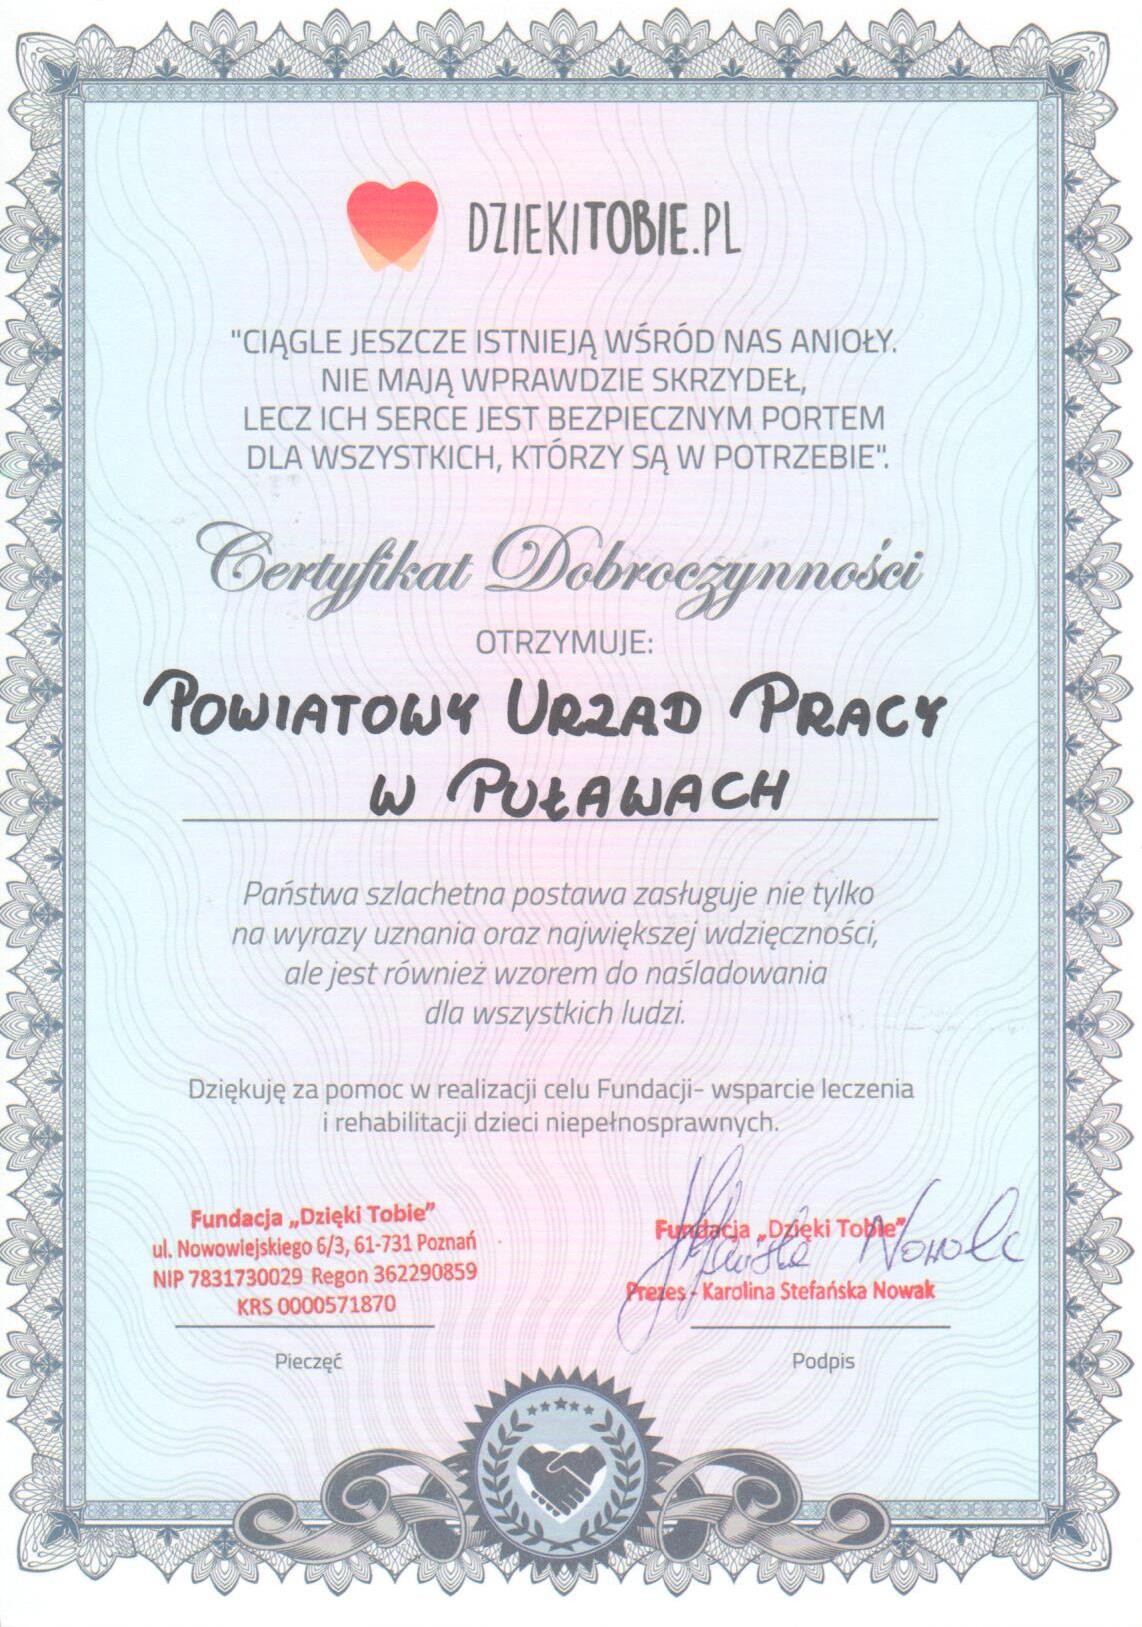 DZIEKITOBIE.PL
"CIĄGLE JESZCZE ISTNIEJĄ WŚRÓD NAS ANIOŁY.
NIE MAJĄ WPRAWDZIE SKRZYDEŁ,
LECZ ICH SERCE JEST BEZPIECZNYM PORTEM
DLA WSZYSTKICH, KTÓRZY SĄ W POTRZEBIE".
Certyfikat Dobroczynności
OTRZYMUJE:
POWIATOWY URZAD PRACY
W PUŁAWACH
Państwa szlachetna postawa zasługuje nie tylko
na wyrazy uznania oraz największej wdzięczności,
ale jest również wzorem do naśladowania
dla wszystkich ludzi.
Dziękuję za pomoc w realizacji celu Fundacji- wsparcie leczenia
i rehabilitacji dzieci niepełnosprawnych.
Fundacja „Dzięki Tobie”
ul. Nowowiejskiego 6/3, 61-731 Poznań
NIP 7831730029 Regon 362290859
KRS 0000571870
Pieczęć
Fundacja „Dzięki Tobie”
Prezes - Karolina Stefańska Nowak
Podpis